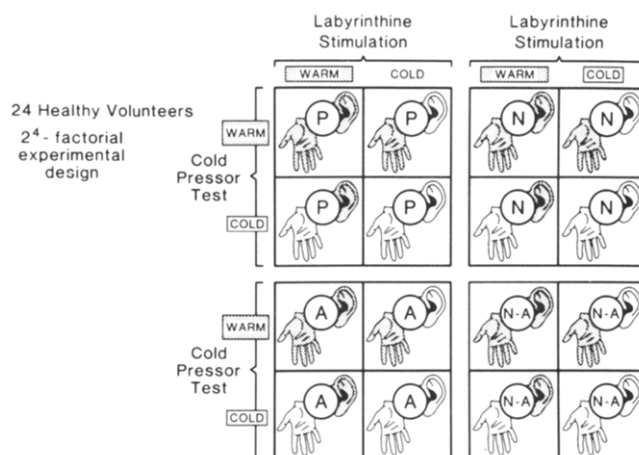 Labyrinthine Stimulation
Labyrinthine Stimulation
WARM COLD WARM COLD
24 Healthy Volunteers
2⁴- factorial
experimental
design
WARM
Cold
Pressor
Test
COLD
P P N N
P P N N
WARM
Cold
Pressor
Test
COLD
A A N-A N-A
A A N-A N-A